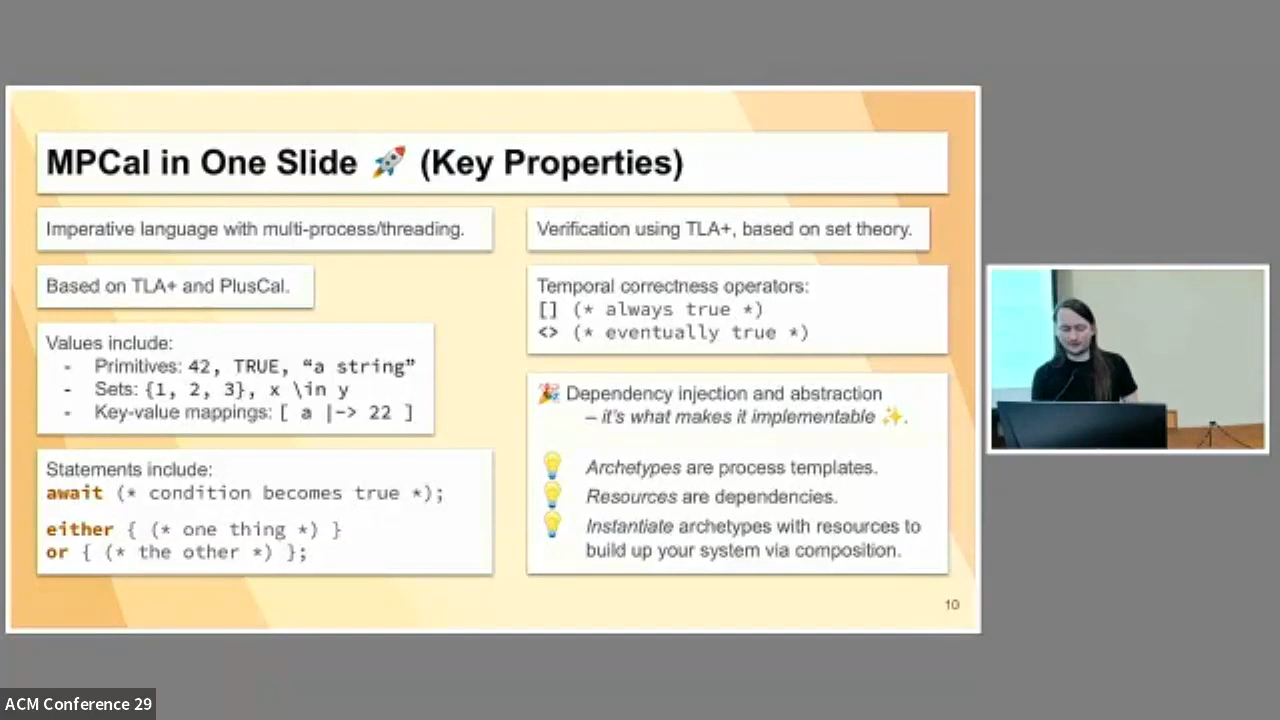 MPCal in One Slide 🚀 (Key Properties)
Imperative language with multi-process/threading.
Based on TLA+ and PlusCal.
Values include:
- Primitives: 42, TRUE, “a string”
- Sets: {1, 2, 3}, x \in y
- Key-value mappings: [ a |-> 22 ]
Statements include:
await (* condition becomes true *);
either { (* one thing *) }
or { (* the other *) };
Verification using TLA+, based on set theory.
Temporal correctness operators:
[] (* always true *)
<> (* eventually true *)
🎉 Dependency injection and abstraction
– it’s what makes it implementable ✨.
💡 Archetypes are process templates.
💡 Resources are dependencies.
💡 Instantiate archetypes with resources to
build up your system via composition.
10
ACM Conference 29